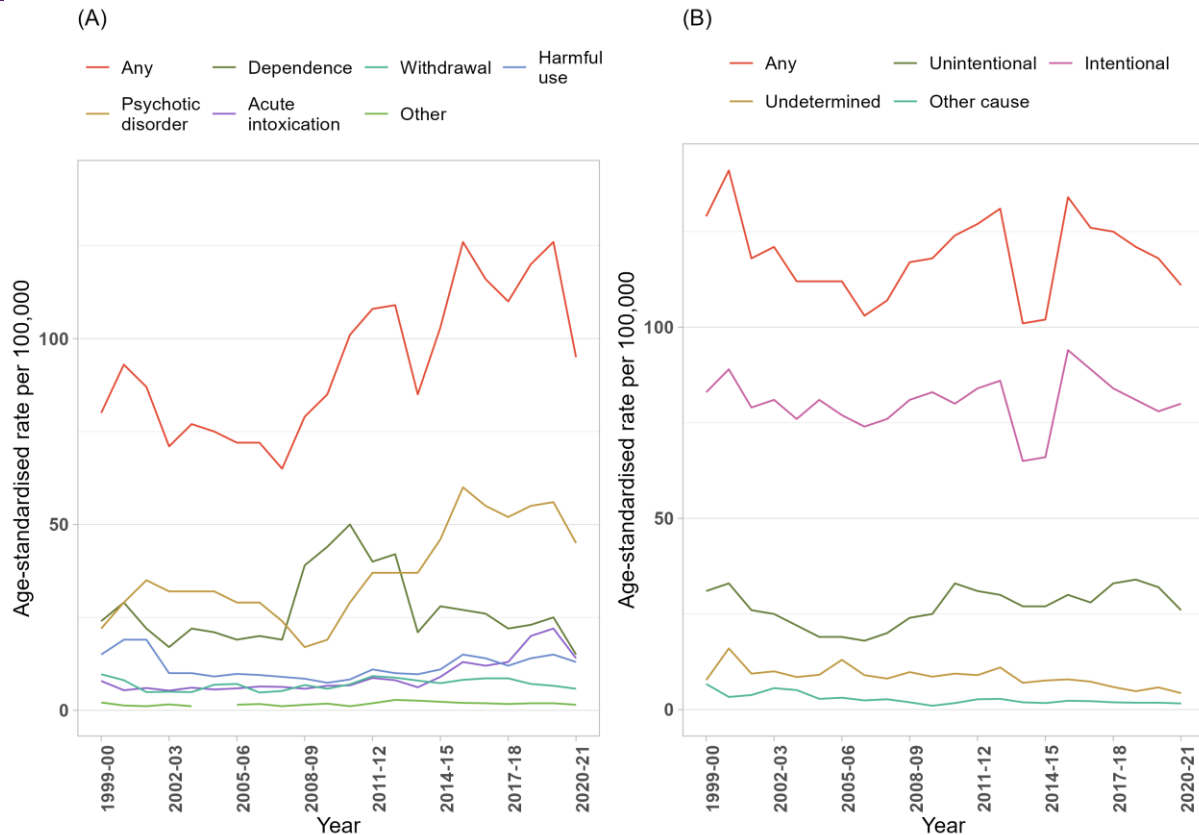 (A)
Any
Dependence
Withdrawal
Harmful
use
Psychotic
disorder
Acute
intoxication
Other
Age-standardised rate per 100,000
100
50
0
1999-00
2002-03
2005-06
2008-09
2011-12
2014-15
2017-18
2020-21
Year
(B)
Any
Unintentional
Intentional
Undetermined
Other cause
Age-standardised rate per 100,000
100
50
0
1999-00
2002-03
2005-06
2008-09
2011-12
2014-15
2017-18
2020-21
Year